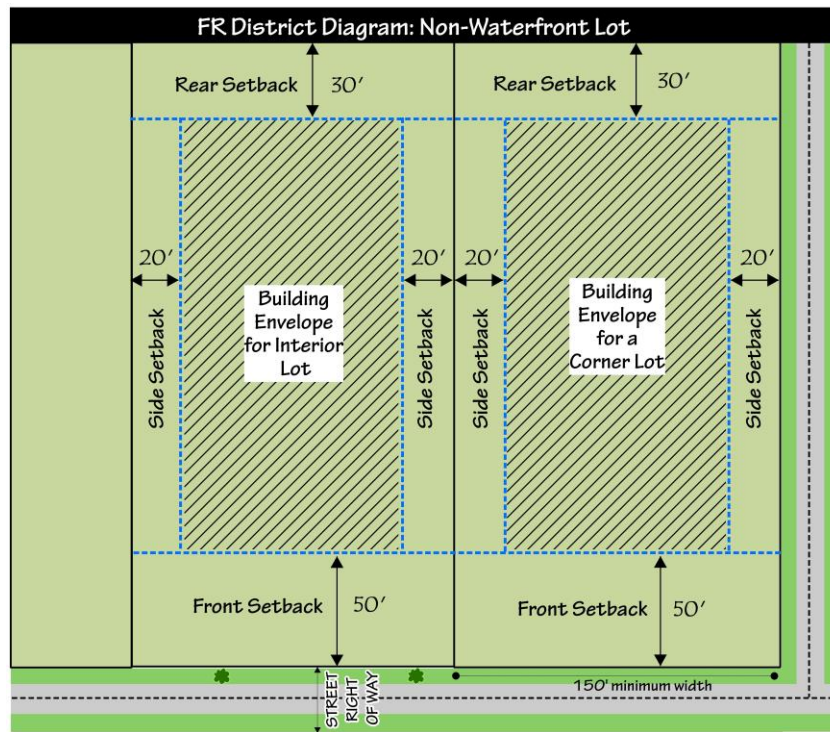 FR District Diagram: Non-Waterfront Lot
Rear Setback 30'
Rear Setback 30'
20'
20'
20'
20'
Side Setback
Building
Envelope
for Interior
Lot
Side Setback
Side Setback
Building
Envelope
for a
Corner Lot
Side Setback
Front Setback 50'
Front Setback 50'
STREET
RIGHT
OF WAY
150' minimum width